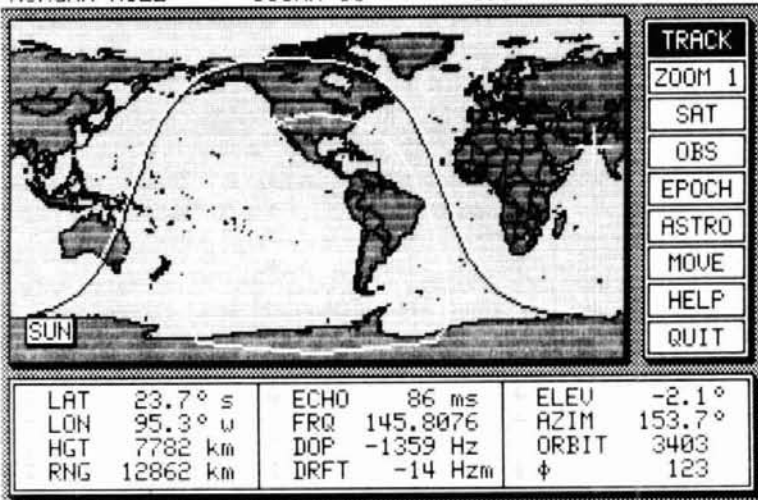 TRACK
ZOOM 1
SAT
OBS
EPOCH
ASTRO
MOVE
HELP
QUIT
SUN
LAT 23.7° s
LON 95.3° w
HGT 7782 km
RNG 12862 km
ECHO 86 ms
FRQ 145.8076
DOP -1359 Hz
DRFT -14 Hzm
ELEV -2.1°
AZIM 153.7°
ORBIT 3403
ϕ 123